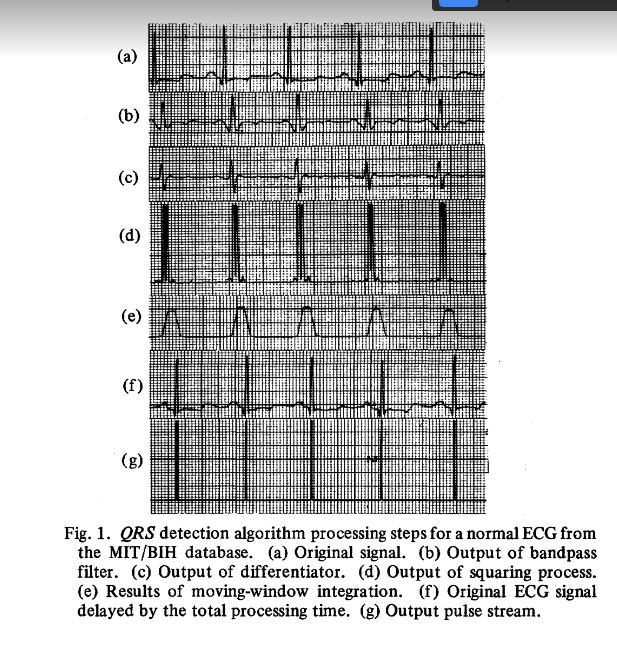 (a)
(b)
(c)
(d)
(e)
(f)
(g)
Fig. 1. QRS detection algorithm processing steps for a normal ECG from
the MIT/BIH database. (a) Original signal. (b) Output of bandpass
filter. (c) Output of differentiator. (d) Output of squaring process.
(e) Results of moving-window integration. (f) Original ECG signal
delayed by the total processing time. (g) Output pulse stream.